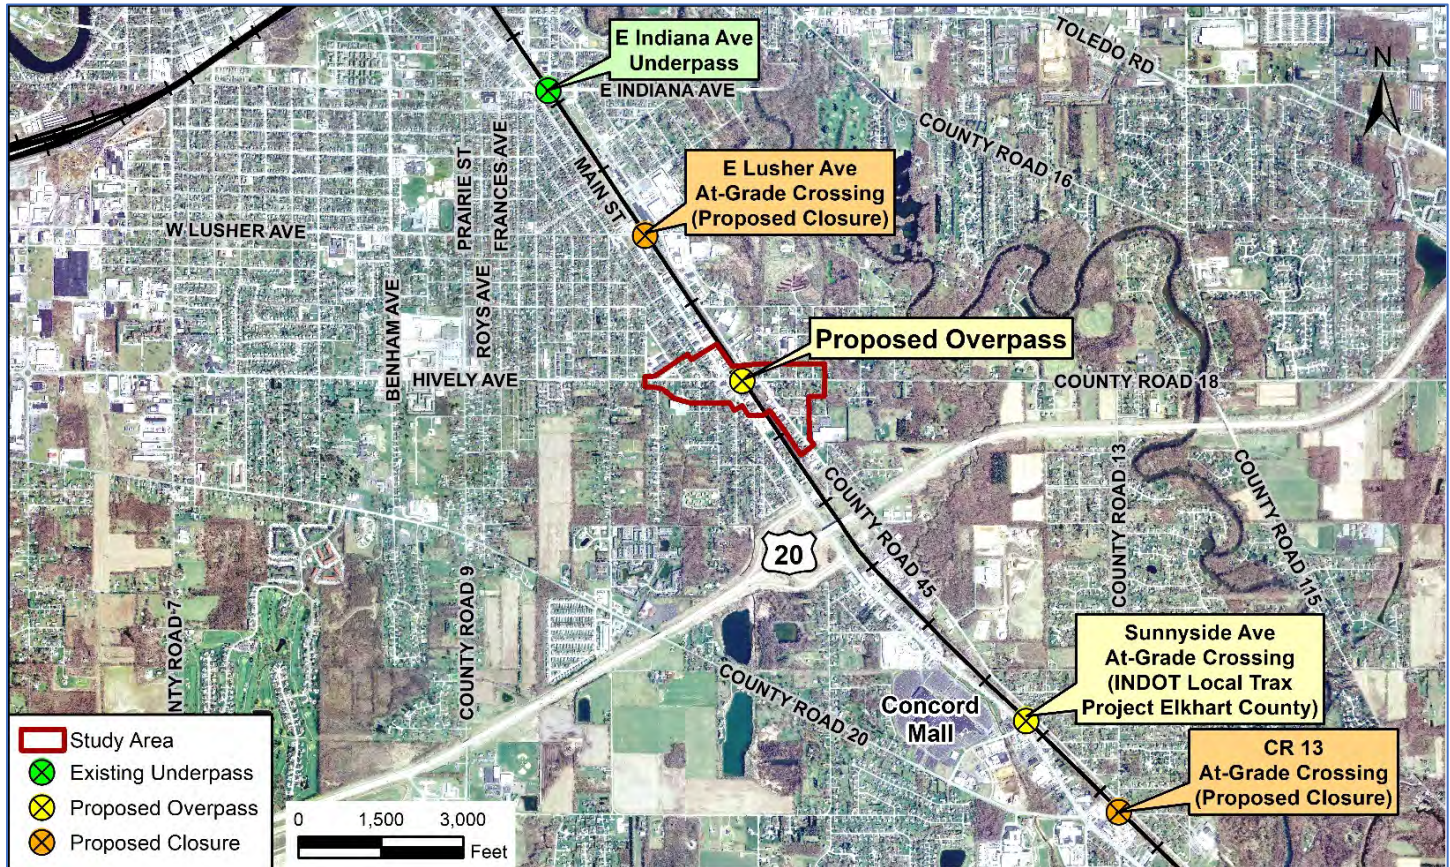 E Indiana Ave
Underpass
E INDIANA AVE
TOLEDO RD
N
COUNTY ROAD 16
MAIN ST
E Lusher Ave
At-Grade Crossing
(Proposed Closure)
PRAIRIE ST
FRANCES AVE
W LUSHER AVE
BENHAM AVE
ROYS AVE
Proposed Overpass
HIVELY AVE
COUNTY ROAD 18
COUNTY ROAD 13
COUNTY ROAD 115
20
COUNTY ROAD 45
NTY ROAD 7
COUNTY ROAD 9
COUNTY ROAD 20
Concord
Mall
Sunnyside Ave
At-Grade Crossing
(INDOT Local Trax
Project Elkhart County)
CR 13
At-Grade Crossing
(Proposed Closure)
Study Area
Existing Underpass
Proposed Overpass
Proposed Closure
0 1,500 3,000
Feet